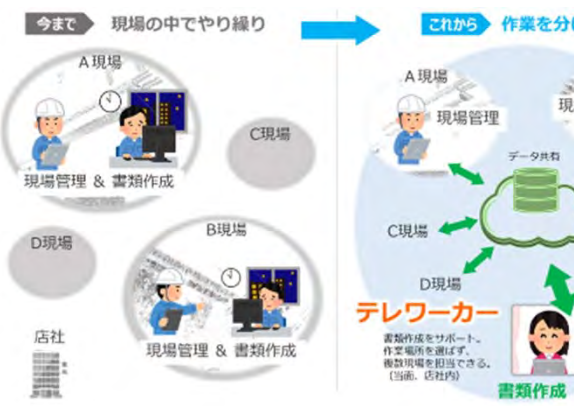 今まで
現場の中でやり繰り
A現場
現場管理 & 書類作成
C現場
D現場
B現場
現場管理 & 書類作成
店社
これから
作業を分け
A現場
現場管理
現
データ共有
C現場
D現場
テレワーカー
書類作成をサポート。
作業場所を選ばず、
複数現場を担当できる。
(当面、店社内)
書類作成